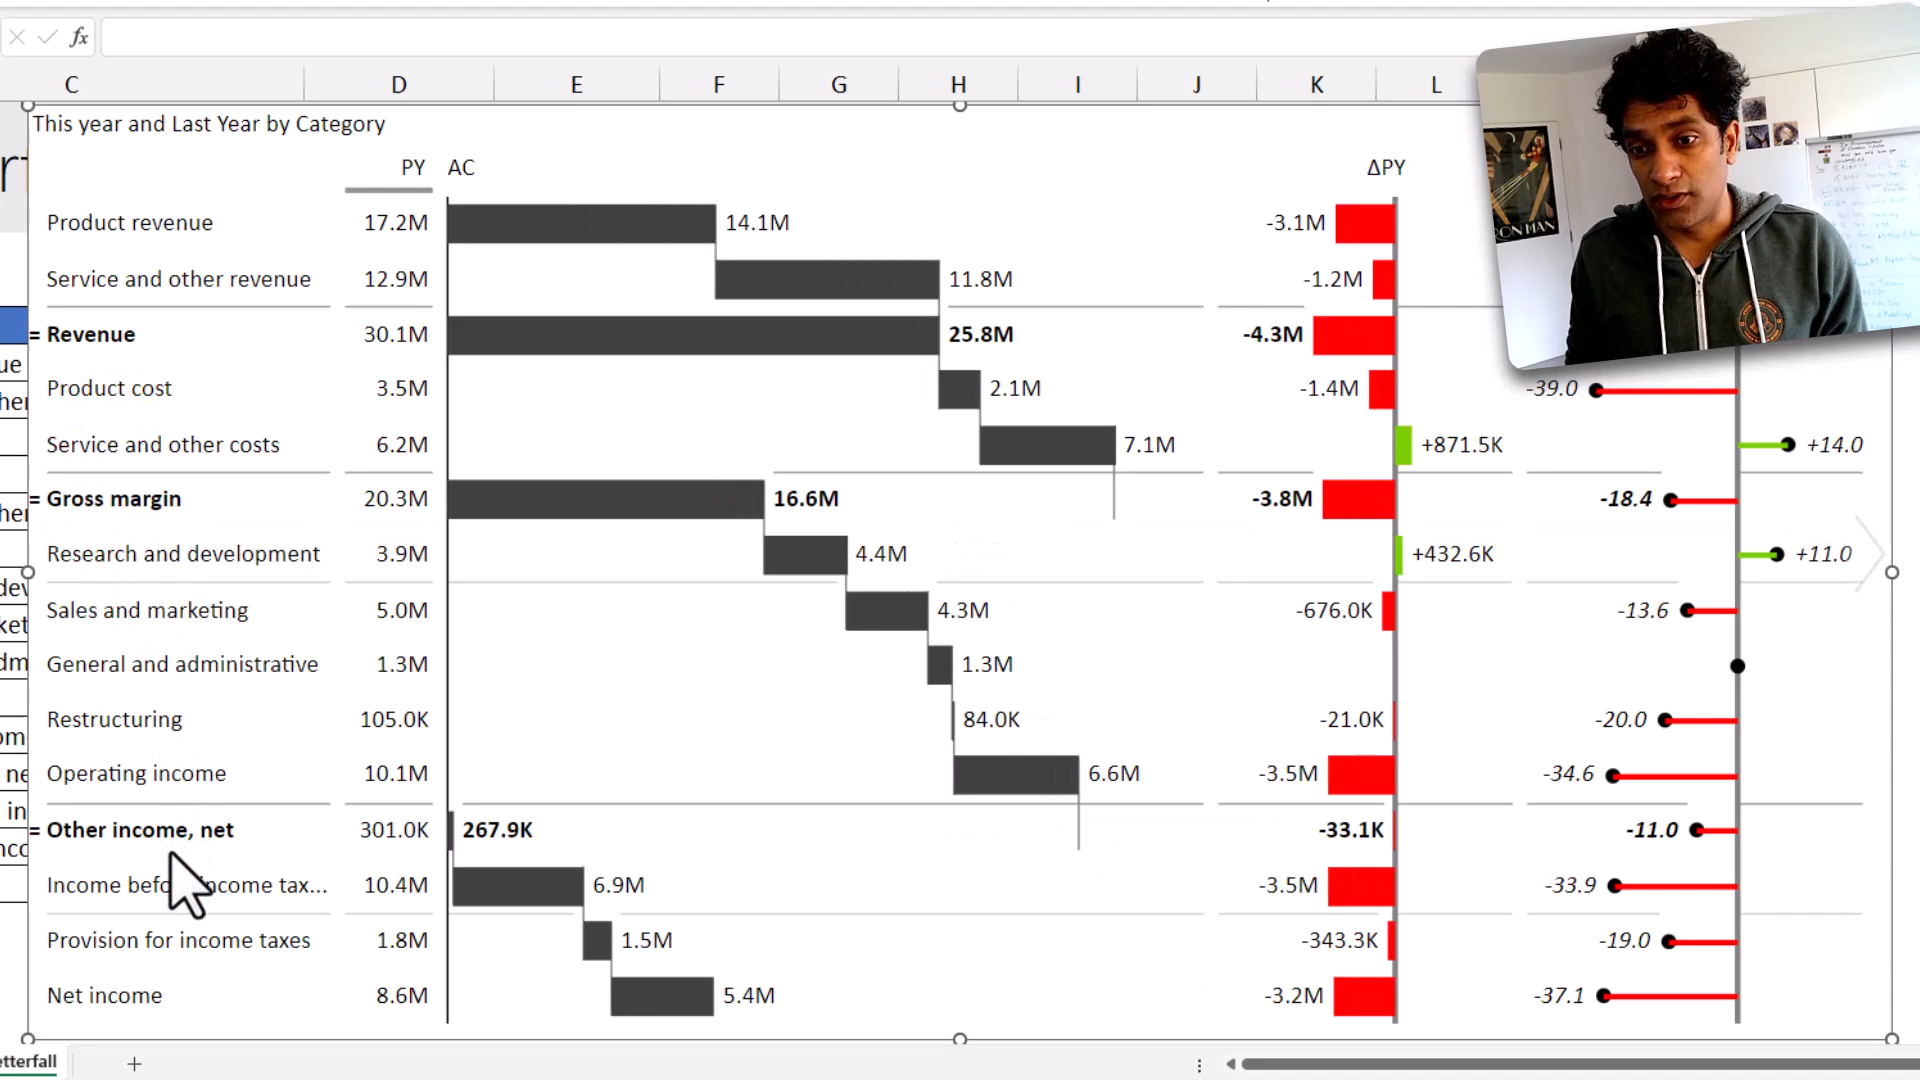 fx
C D E F G H I J K L
This year and Last Year by Category
PY AC ΔPY
Product revenue 17.2M 14.1M -3.1M
Service and other revenue 12.9M 11.8M -1.2M
= Revenue 30.1M 25.8M -4.3M
Product cost 3.5M 2.1M -1.4M -39.0
Service and other costs 6.2M 7.1M +871.5K +14.0
= Gross margin 20.3M 16.6M -3.8M -18.4
Research and development 3.9M 4.4M +432.6K +11.0
Sales and marketing 5.0M 4.3M -676.0K -13.6
General and administrative 1.3M 1.3M
Restructuring 105.0K 84.0K -21.0K -20.0
Operating income 10.1M 6.6M -3.5M -34.6
= Other income, net 301.0K 267.9K -33.1K -11.0
Income befo ncome tax... 10.4M 6.9M -3.5M -33.9
Provision for income taxes 1.8M 1.5M -343.3K -19.0
Net income 8.6M 5.4M -3.2M -37.1
etterfall +
RON MAN